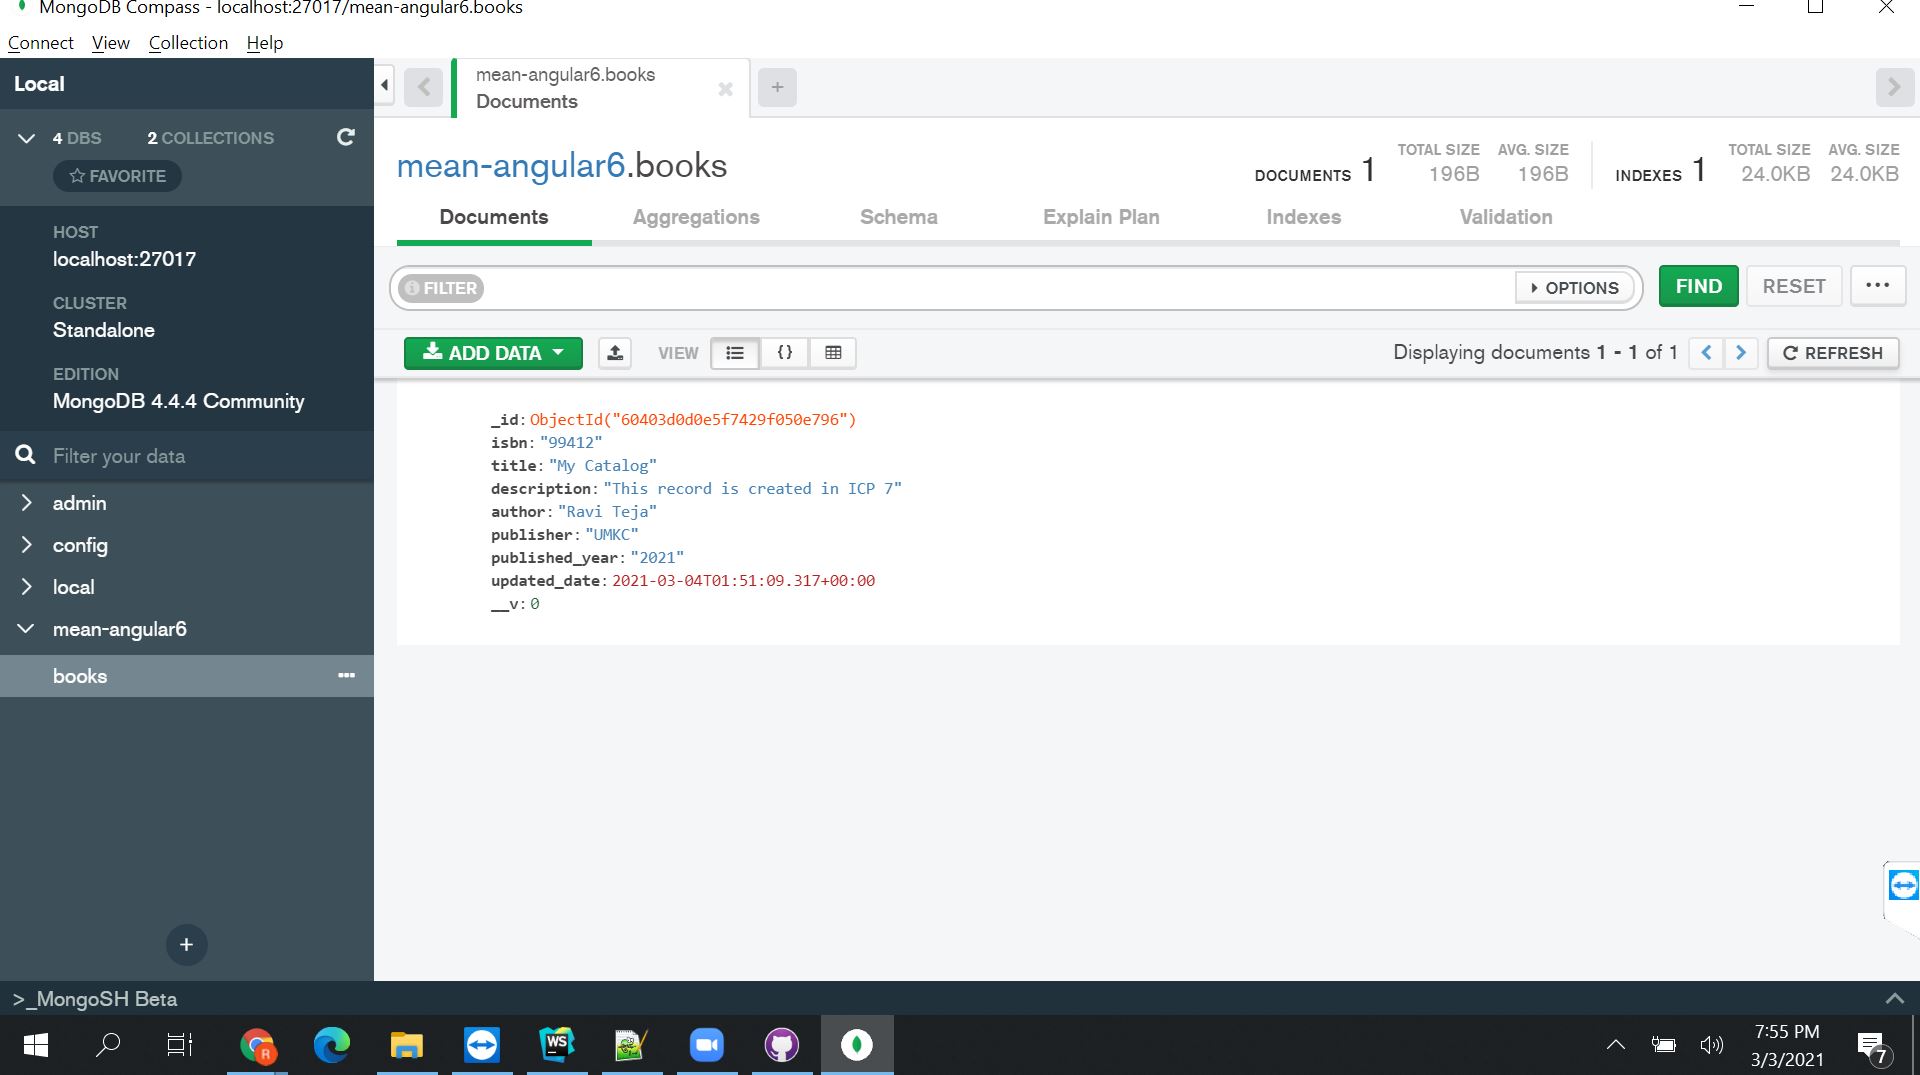 MongoDB Compass - localhost:27017/mean-angular6.books
Connect View Collection Help
Local
4 DBS 2 COLLECTIONS
FAVORITE
HOST
localhost:27017
CLUSTER
Standalone
EDITION
MongoDB 4.4.4 Community
Filter your data
admin
config
local
mean-angular6
books
mean-angular6.books
Documents
mean-angular6.books
DOCUMENTS 1
TOTAL SIZE 196B
AVG. SIZE 196B
INDEXES 1
TOTAL SIZE 24.0KB
AVG. SIZE 24.0KB
Documents Aggregations Schema Explain Plan Indexes Validation
FILTER
OPTIONS
FIND
RESET
ADD DATA
VIEW
{}
Displaying documents 1 - 1 of 1
REFRESH
_id: ObjectId("60403d0d0e5f7429f050e796")
isbn: "99412"
title: "My Catalog"
description: "This record is created in ICP 7"
author: "Ravi Teja"
publisher: "UMKC"
published_year: "2021"
updated_date: 2021-03-04T01:51:09.317+00:00
__v: 0
>_MongoSH Beta
R
WS
7:55 PM
3/3/2021
7